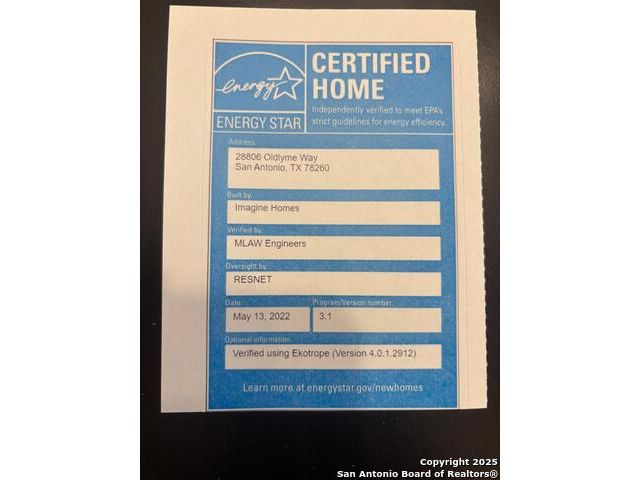 energy
ENERGY STAR
CERTIFIED
HOME
Independently verified to meet EPA's
strict guidelines for energy efficiency.
Address:
28806 Oldlyme Way
San Antonio, TX 78260
Built by:
Imagine Homes
Verified by:
MLAW Engineers
Oversight by:
RESNET
Date: Program/Version number:
May 13, 2022 3.1
Optional information:
Verified using Ekotrope (Version 4.0.1.2912)
Learn more at energystar.gov/newhomes
Copyright 2025
San Antonio Board of Realtors®